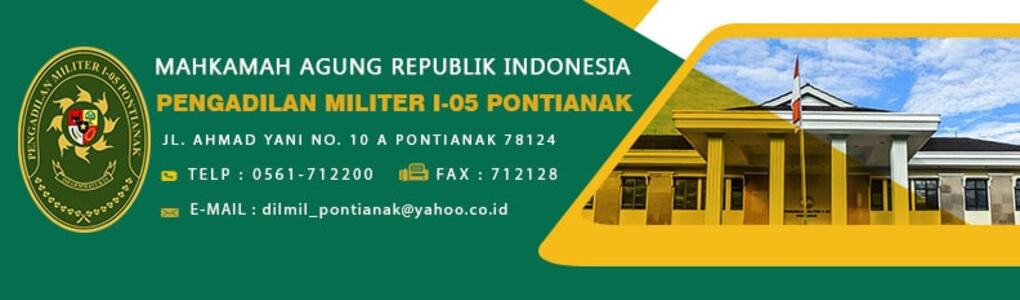 PENGADILAN MILITER I-05 PONTIANAK
MAHKAMAH AGUNG REPUBLIK INDONESIA
PENGADILAN MILITER I-05 PONTIANAK
JL. AHMAD YANI NO. 10 A PONTIANAK 78124
TELP : 0561-712200 FAX : 712128
E-MAIL : dilmil_pontianak@yahoo.co.id